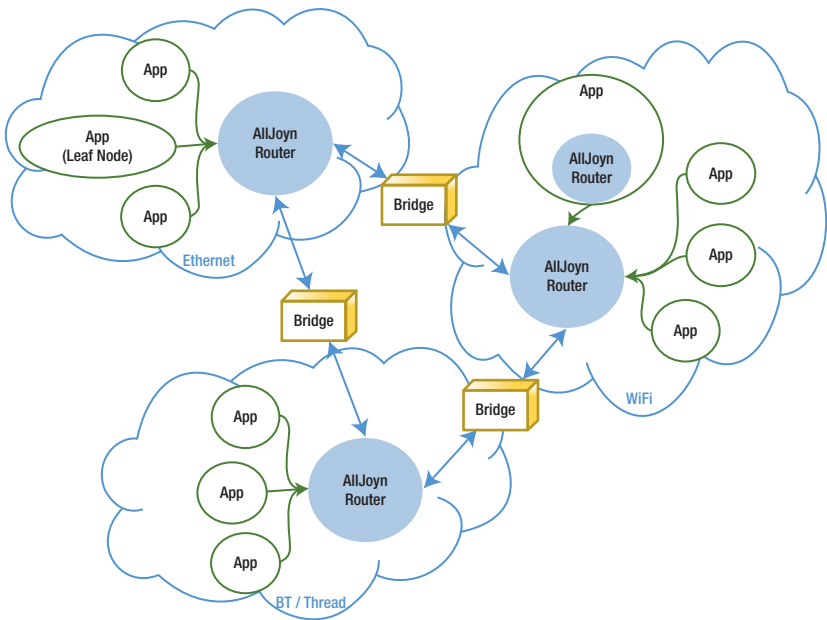 App
App
(Leaf Node)
App
AllJoyn
Router
Ethernet
Bridge
App
AllJoyn
Router
AllJoyn
Router
App
App
App
WiFi
Bridge
Bridge
App
App
App
AllJoyn
Router
BT / Thread